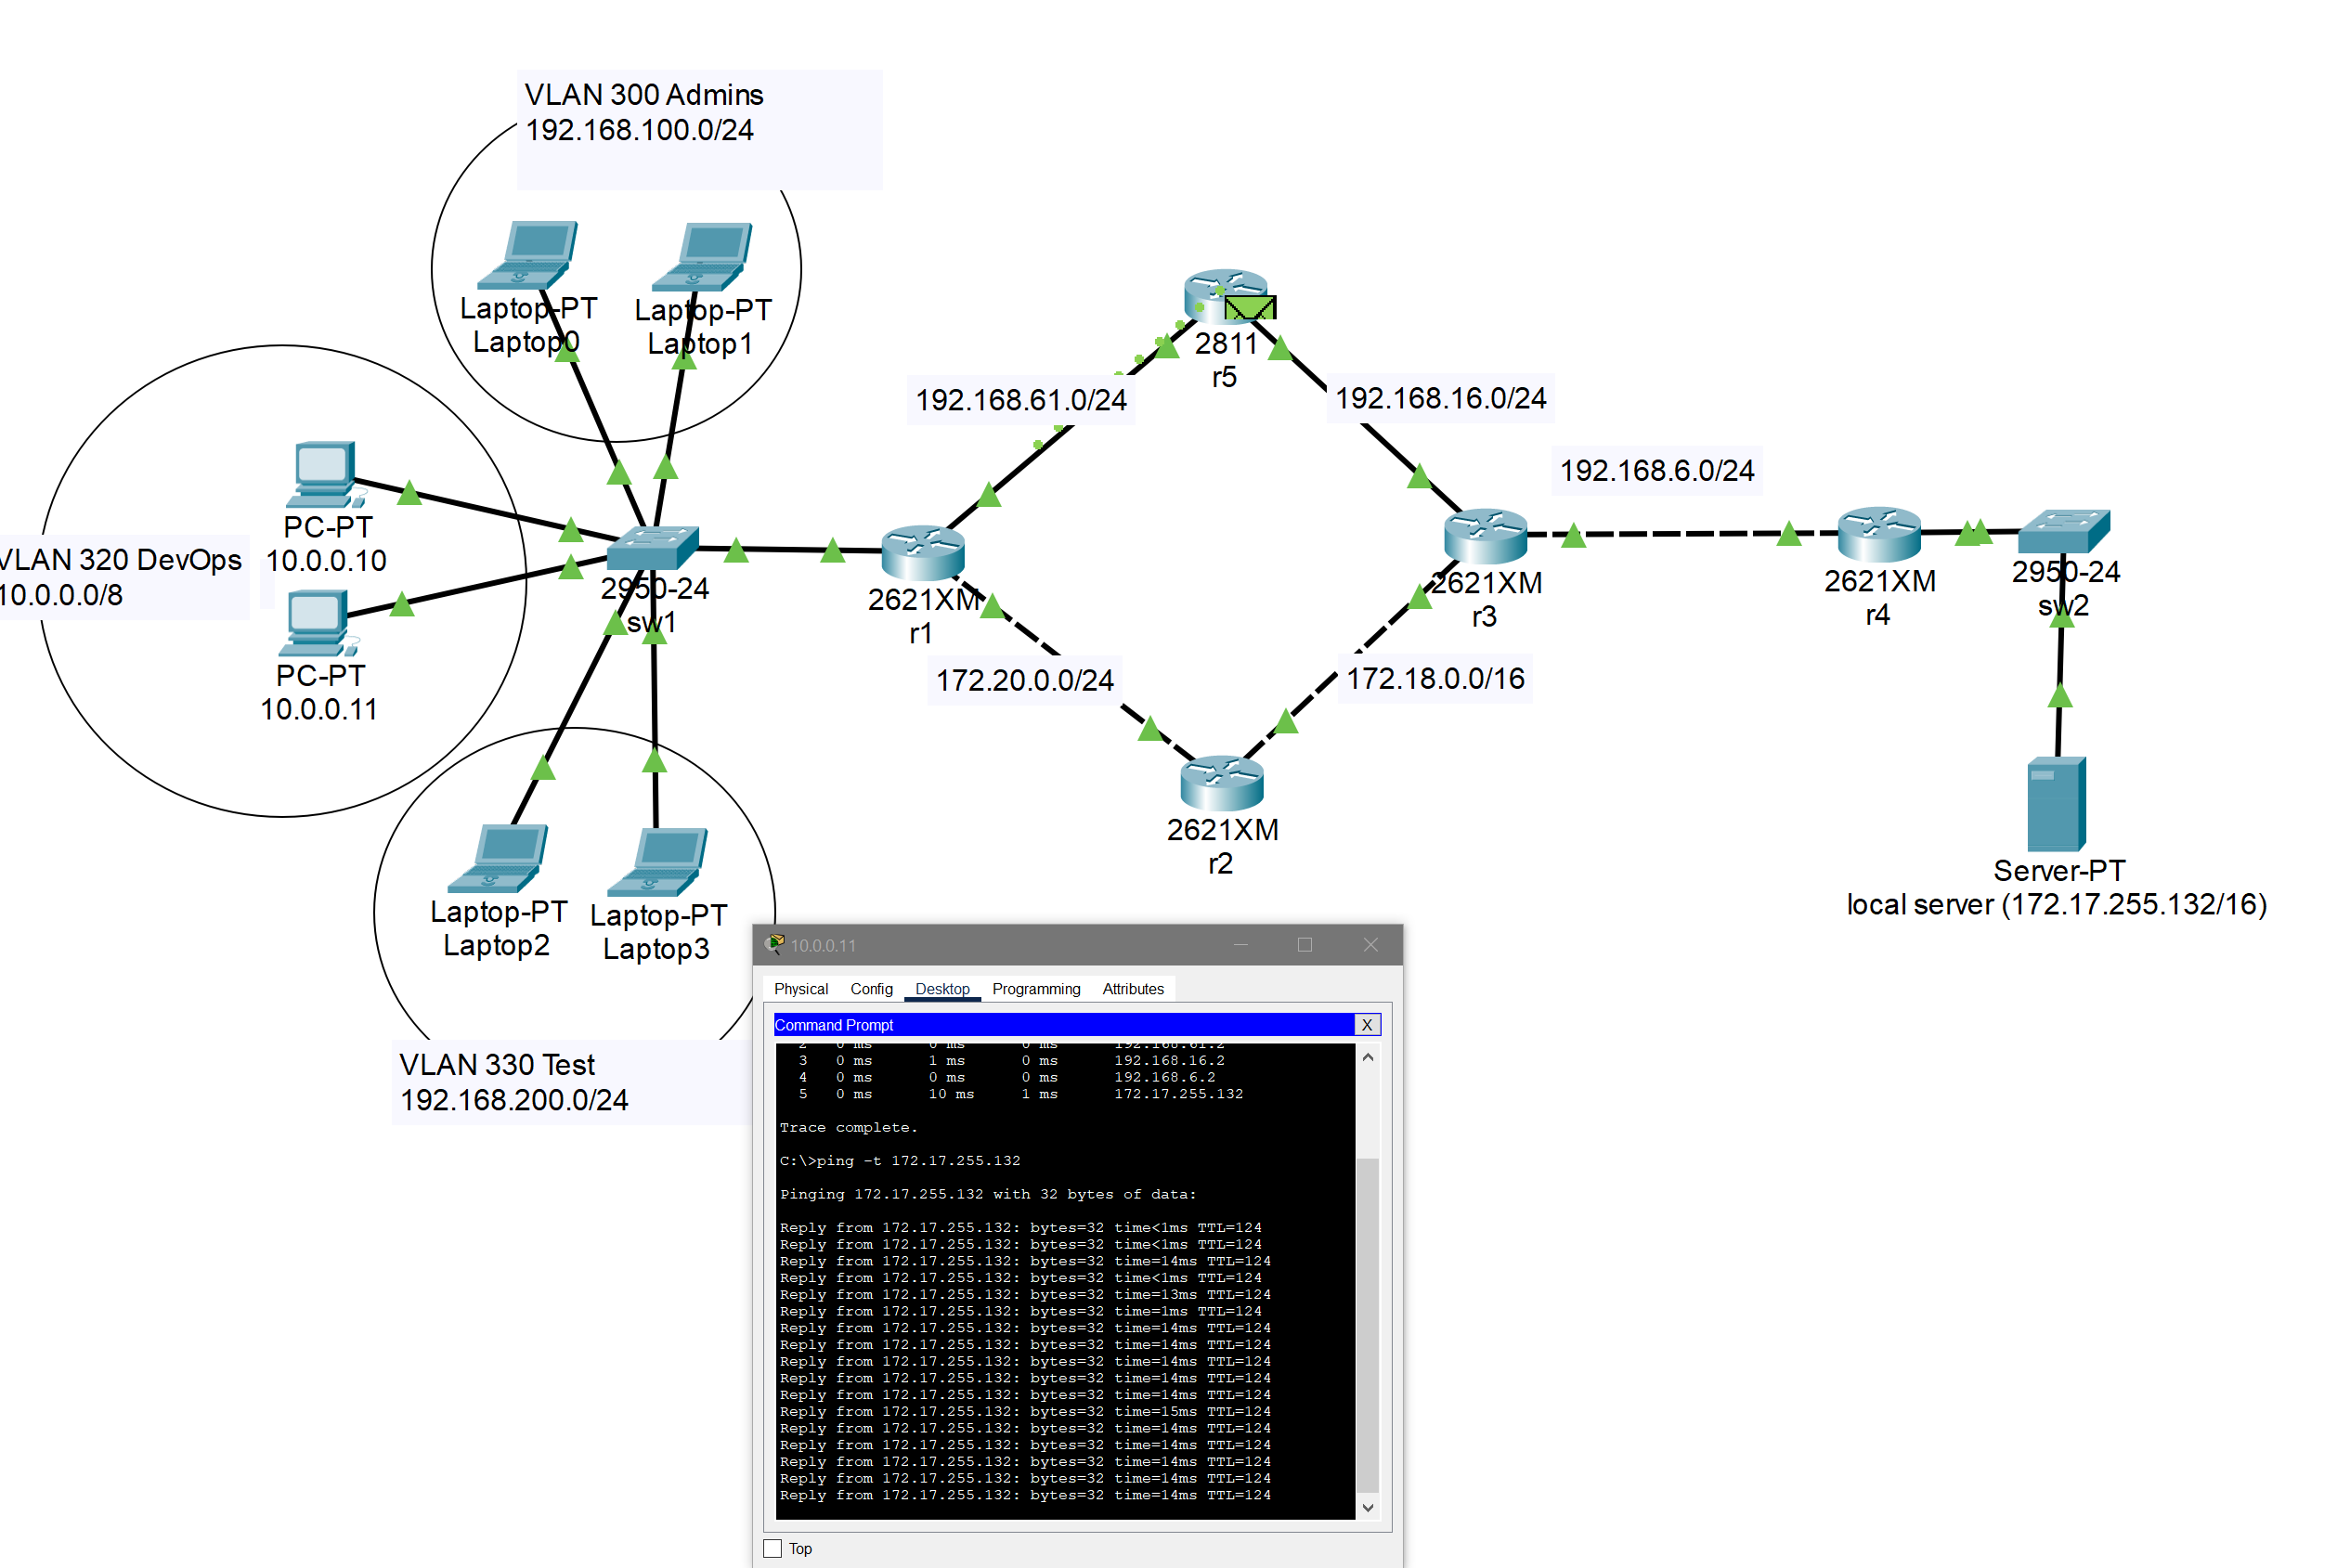 VLAN 300 Admins
192.168.100.0/24
Laptop-PT
Laptop0
Laptop-PT
Laptop1
2811
r5
192.168.61.0/24
192.168.16.0/24
192.168.6.0/24
PC-PT
10.0.0.10
VLAN 320 DevOps
10.0.0.0/8
PC-PT
10.0.0.11
2950-24
sw1
2621XM
r1
2621XM
r3
2621XM
r4
2950-24
sw2
172.20.0.0/24
172.18.0.0/16
2621XM
r2
Server-PT
local server (172.17.255.132/16)
Laptop-PT
Laptop2
Laptop-PT
Laptop3
VLAN 330 Test
192.168.200.0/24
10.0.0.11
Physical Config Desktop Programming Attributes
Command Prompt X
2 0 ms 0 ms 0 ms 192.168.61.2
3 0 ms 1 ms 0 ms 192.168.16.2
4 0 ms 0 ms 0 ms 192.168.6.2
5 0 ms 10 ms 1 ms 172.17.255.132
Trace complete.
C:\>ping -t 172.17.255.132
Pinging 172.17.255.132 with 32 bytes of data:
Reply from 172.17.255.132: bytes=32 time<1ms TTL=124
Reply from 172.17.255.132: bytes=32 time<1ms TTL=124
Reply from 172.17.255.132: bytes=32 time=14ms TTL=124
Reply from 172.17.255.132: bytes=32 time<1ms TTL=124
Reply from 172.17.255.132: bytes=32 time=13ms TTL=124
Reply from 172.17.255.132: bytes=32 time=1ms TTL=124
Reply from 172.17.255.132: bytes=32 time=14ms TTL=124
Reply from 172.17.255.132: bytes=32 time=14ms TTL=124
Reply from 172.17.255.132: bytes=32 time=14ms TTL=124
Reply from 172.17.255.132: bytes=32 time=14ms TTL=124
Reply from 172.17.255.132: bytes=32 time=14ms TTL=124
Reply from 172.17.255.132: bytes=32 time=15ms TTL=124
Reply from 172.17.255.132: bytes=32 time=14ms TTL=124
Reply from 172.17.255.132: bytes=32 time=14ms TTL=124
Reply from 172.17.255.132: bytes=32 time=14ms TTL=124
Reply from 172.17.255.132: bytes=32 time=14ms TTL=124
Reply from 172.17.255.132: bytes=32 time=14ms TTL=124
Top